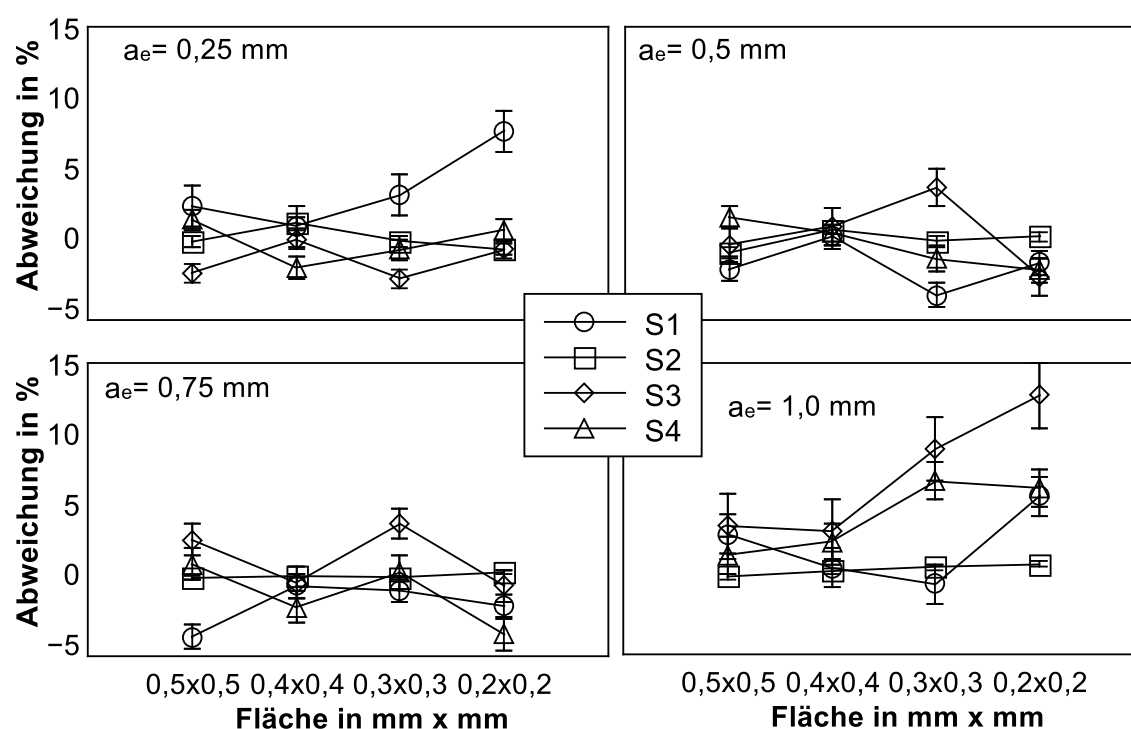 Abweichung in %
15
10
5
0
−5
aₑ= 0,25 mm
aₑ= 0,5 mm
S1
S2
S3
S4
Abweichung in %
15
10
5
0
−5
aₑ= 0,75 mm
aₑ= 1,0 mm
0,5x0,5 0,4x0,4 0,3x0,3 0,2x0,2
Fläche in mm x mm
0,5x0,5 0,4x0,4 0,3x0,3 0,2x0,2
Fläche in mm x mm